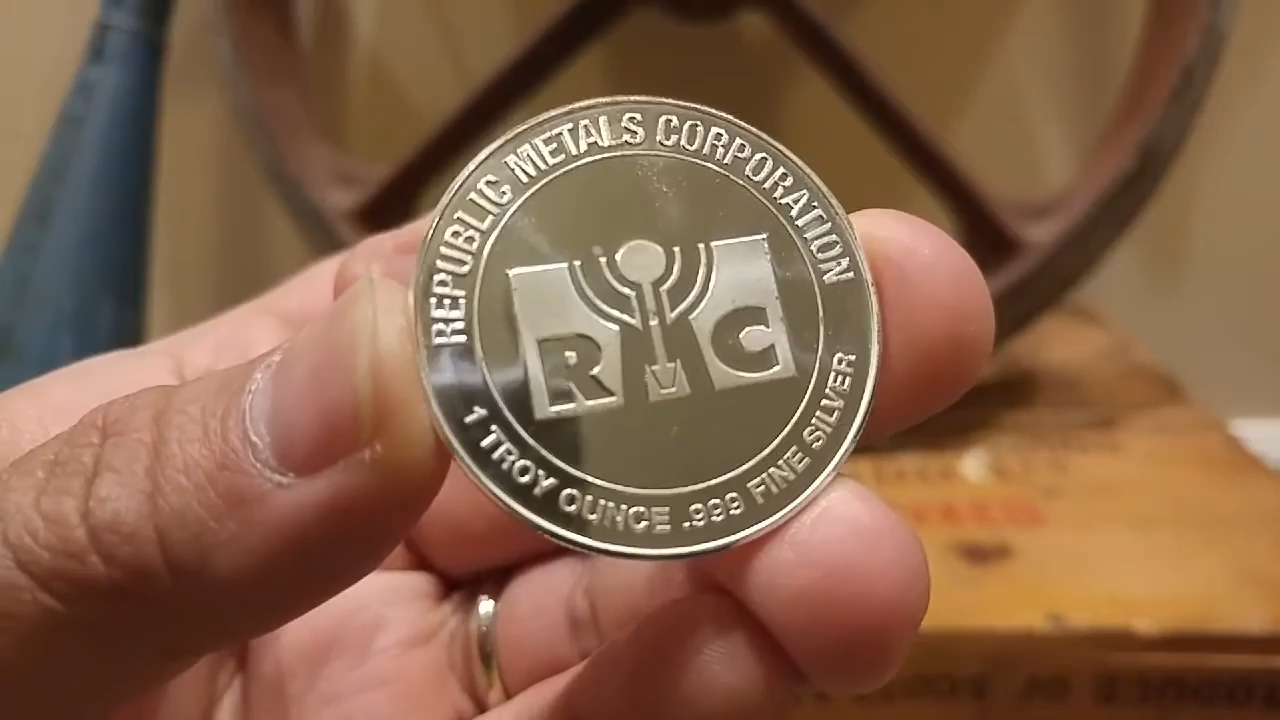 REPUBLIC METALS CORPORATION
R C
1 TROY OUNCE .999 FINE SILVER